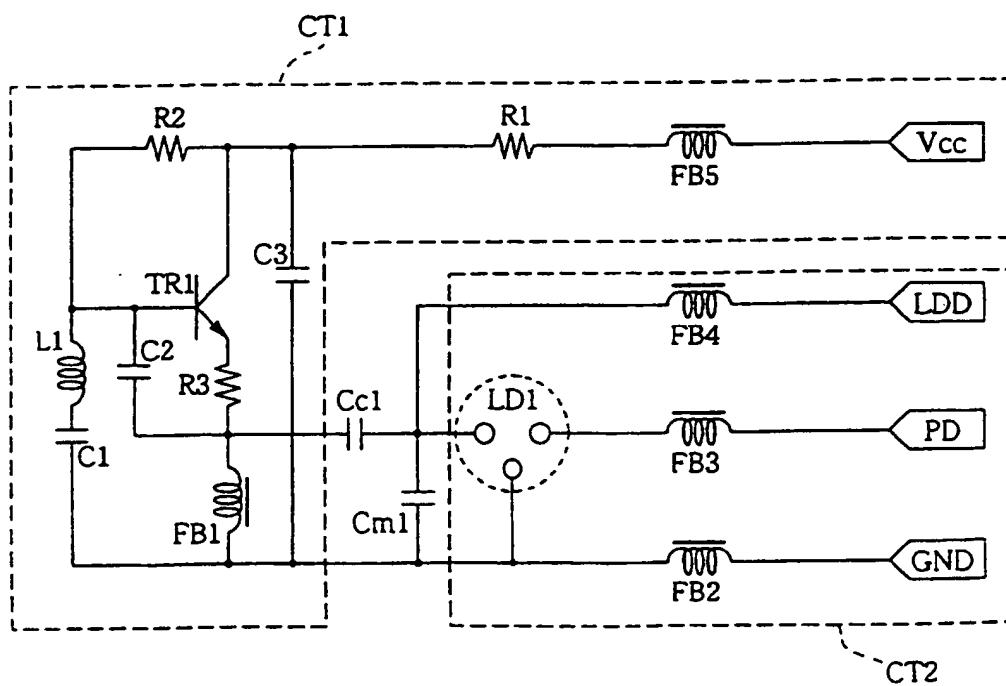 CT1
R2
R1
Vcc
FB5
C3
TR1
LDD
FB4
L1
C2
R3
LD1
Cc1
PD
C1
FB3
Cm1
FB1
GND
FB2
CT2